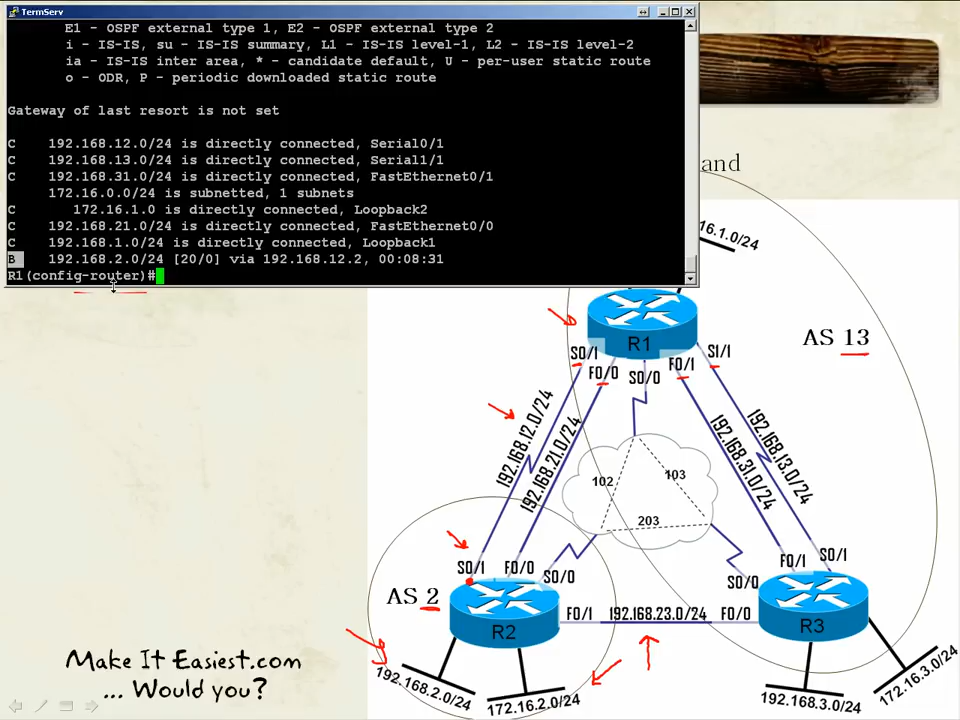 TermServ
E1 - OSPF external type 1, E2 - OSPF external type 2
i - IS-IS, su - IS-IS summary, L1 - IS-IS level-1, L2 - IS-IS level-2
ia - IS-IS inter area, * - candidate default, U - per-user static route
o - ODR, P - periodic downloaded static route
Gateway of last resort is not set
C 192.168.12.0/24 is directly connected, Serial0/1
C 192.168.13.0/24 is directly connected, Serial1/1
C 192.168.31.0/24 is directly connected, FastEthernet0/1
172.16.0.0/24 is subnetted, 1 subnets
C 172.16.1.0 is directly connected, Loopback2
C 192.168.21.0/24 is directly connected, FastEthernet0/0
C 192.168.1.0/24 is directly connected, Loopback1
B 192.168.2.0/24 [20/0] via 192.168.12.2, 00:08:31
R1(config-router)#
and
16.1.0/24
R1
AS 13
S0/1
F0/0
S0/0
F0/1
S1/1
192.168.12.0/24
192.168.21.0/24
192.168.31.0/24
192.168.13.0/24
102
103
203
S0/1
F0/0
S0/0
F0/1
S0/1
S0/0
AS 2
R2
F0/1
192.168.23.0/24
F0/0
R3
192.168.2.0/24
172.16.2.0/24
192.168.3.0/24
172.16.3.0/24
Make It Easiest.com
... Would you?